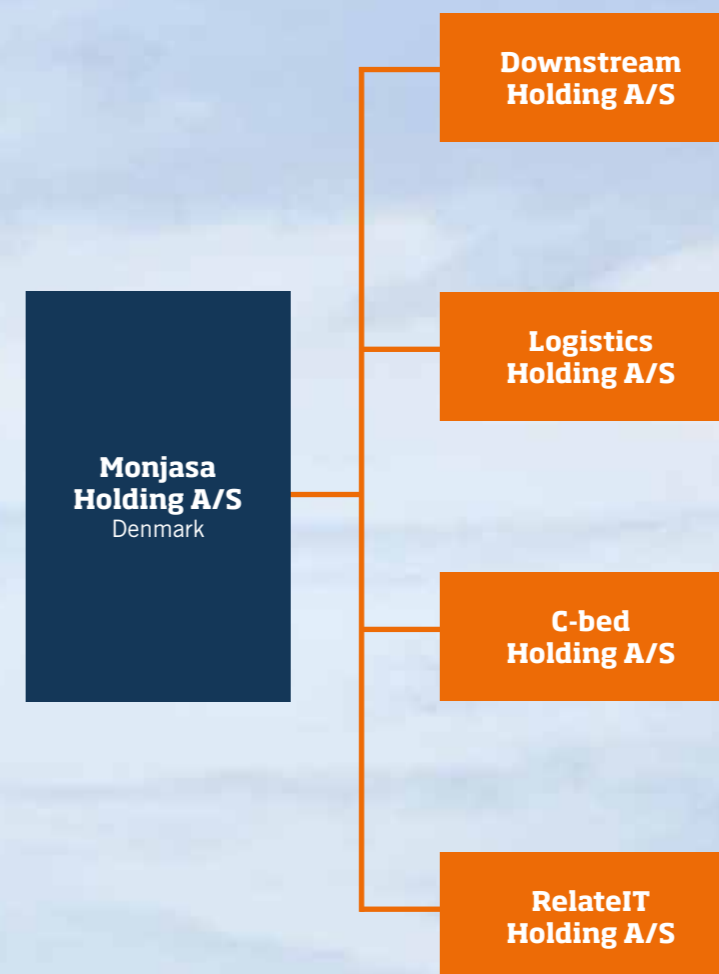 Downstream
Holding A/S
Logistics
Holding A/S
Monjasa
Holding A/S
Denmark
C-bed
Holding A/S
RelateIT
Holding A/S